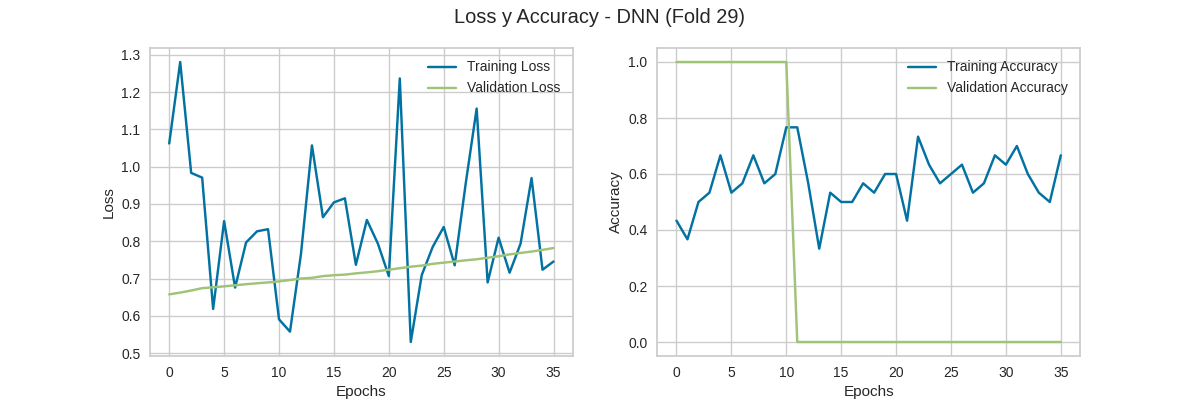 Loss y Accuracy - DNN (Fold 29)
1.3
1.2
1.1
1.0
0.9
0.8
0.7
0.6
0.5
Loss
0 5 10 15 20 25 30 35
Epochs
Training Loss
Validation Loss
1.0
0.8
0.6
0.4
0.2
0.0
Accuracy
0 5 10 15 20 25 30 35
Epochs
Training Accuracy
Validation Accuracy